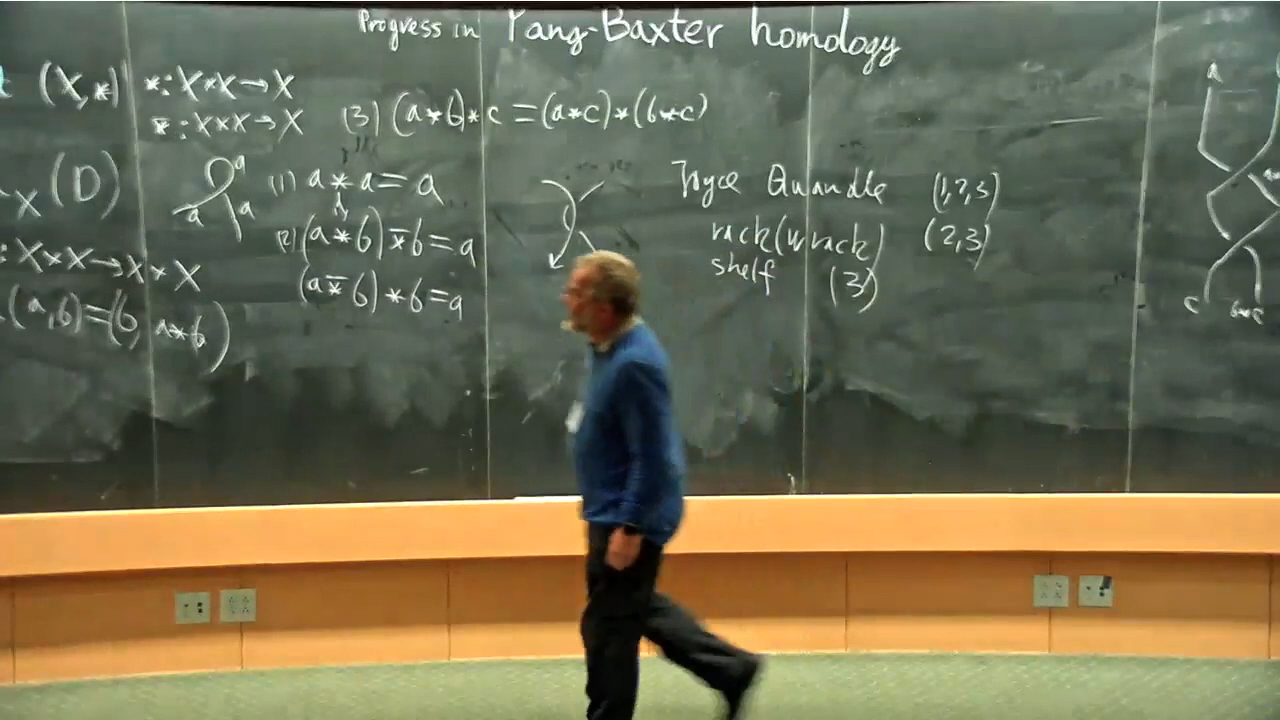 Progress in Yang-Baxter homology
(X,*) *: X×X→X
*̄: X×X→X
(3) (a*b)*c=(a*c)*(b*c)
X (D)
a
a a
(1) a*a=a
(2) (a*b)*̄b=a
(a*̄b)*b=a
: X×X→X×X
(a,b)=(b, a*b)
Joyce Quandle (1,2,3)
rack (wrack) (2,3)
shelf (3)
a
c b*c